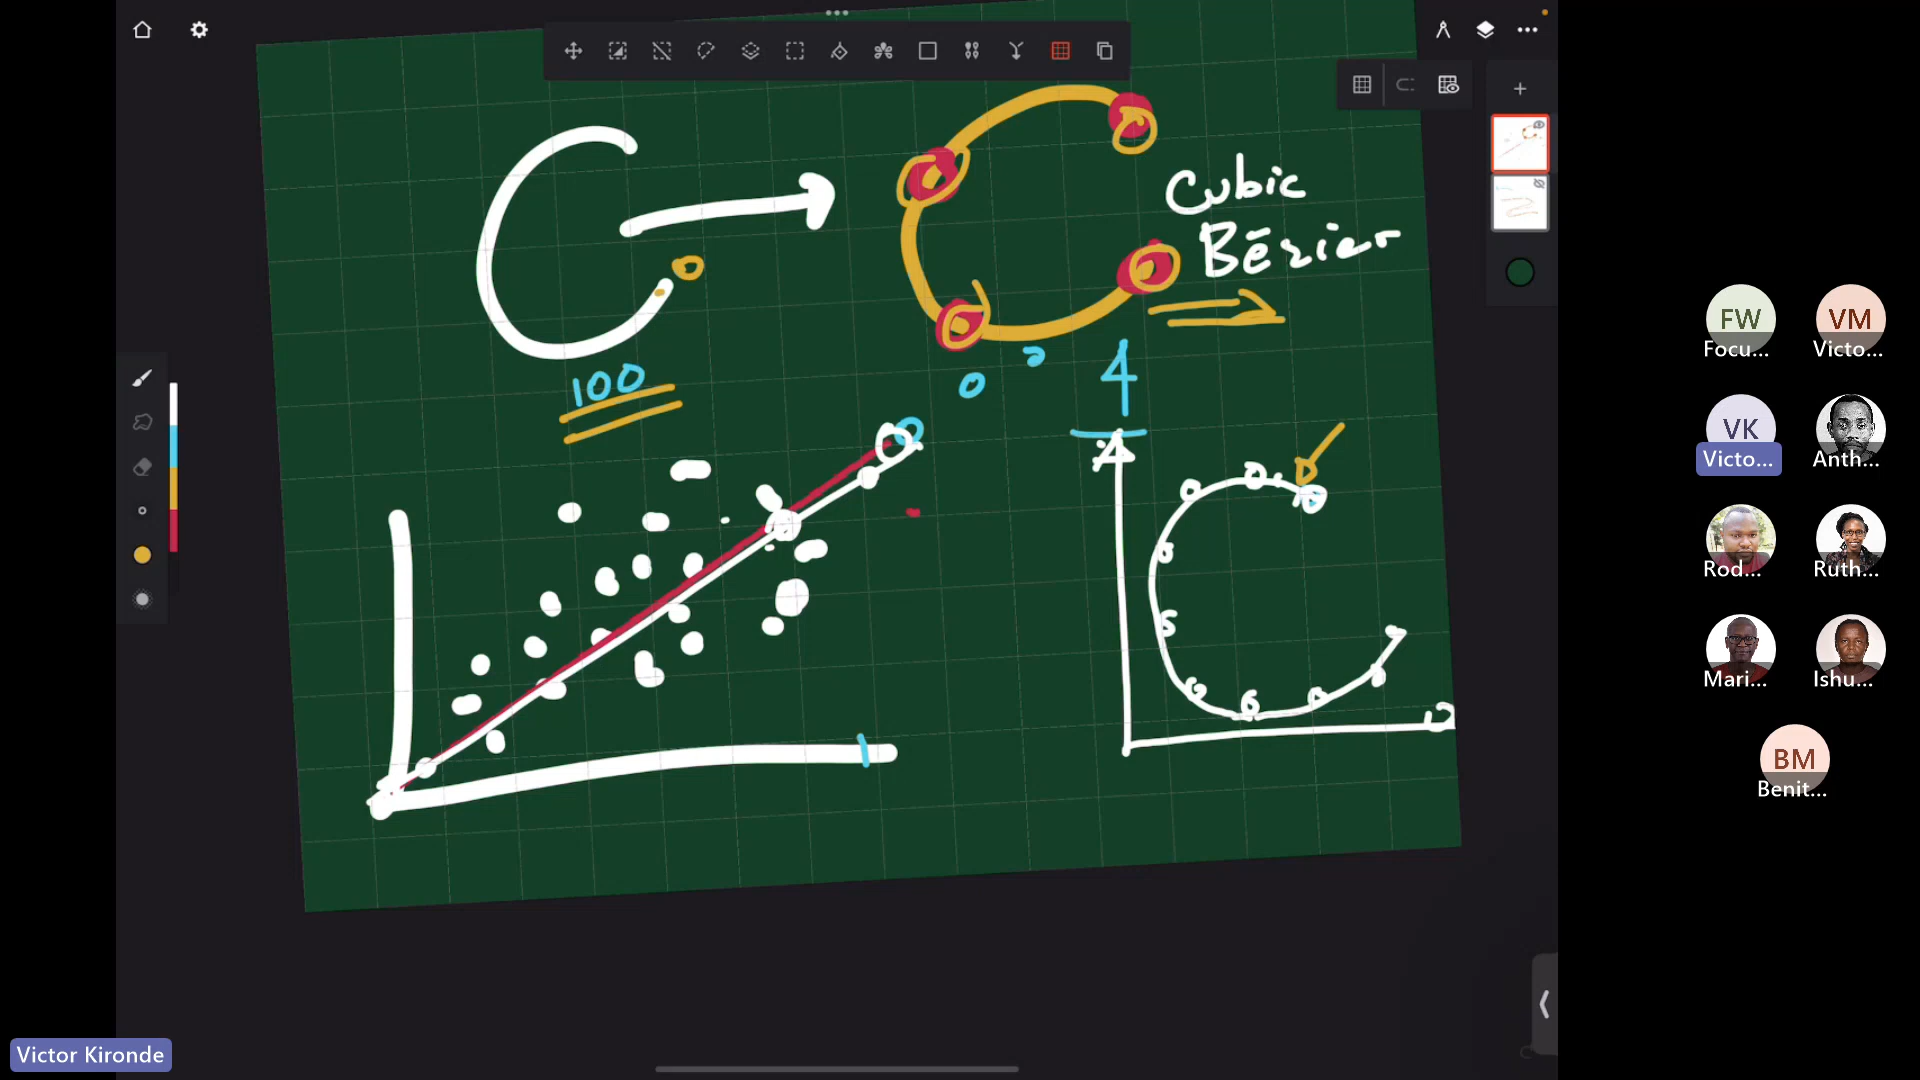 Cubic
Bēzier
100
4
FW
Focu...
VM
Victo...
VK
Victo...
Anth...
Rod...
Ruth...
Mari...
Ishu...
BM
Benit...
Victor Kironde